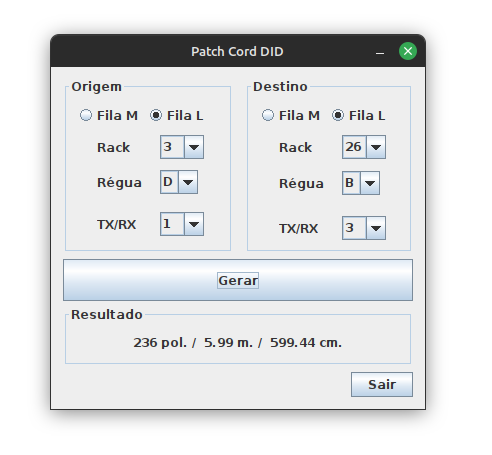 Patch Cord DID
Origem
Fila M Fila L
Rack 3
Régua D
TX/RX 1
Destino
Fila M Fila L
Rack 26
Régua B
TX/RX 3
Gerar
Resultado
236 pol. / 5.99 m. / 599.44 cm.
Sair